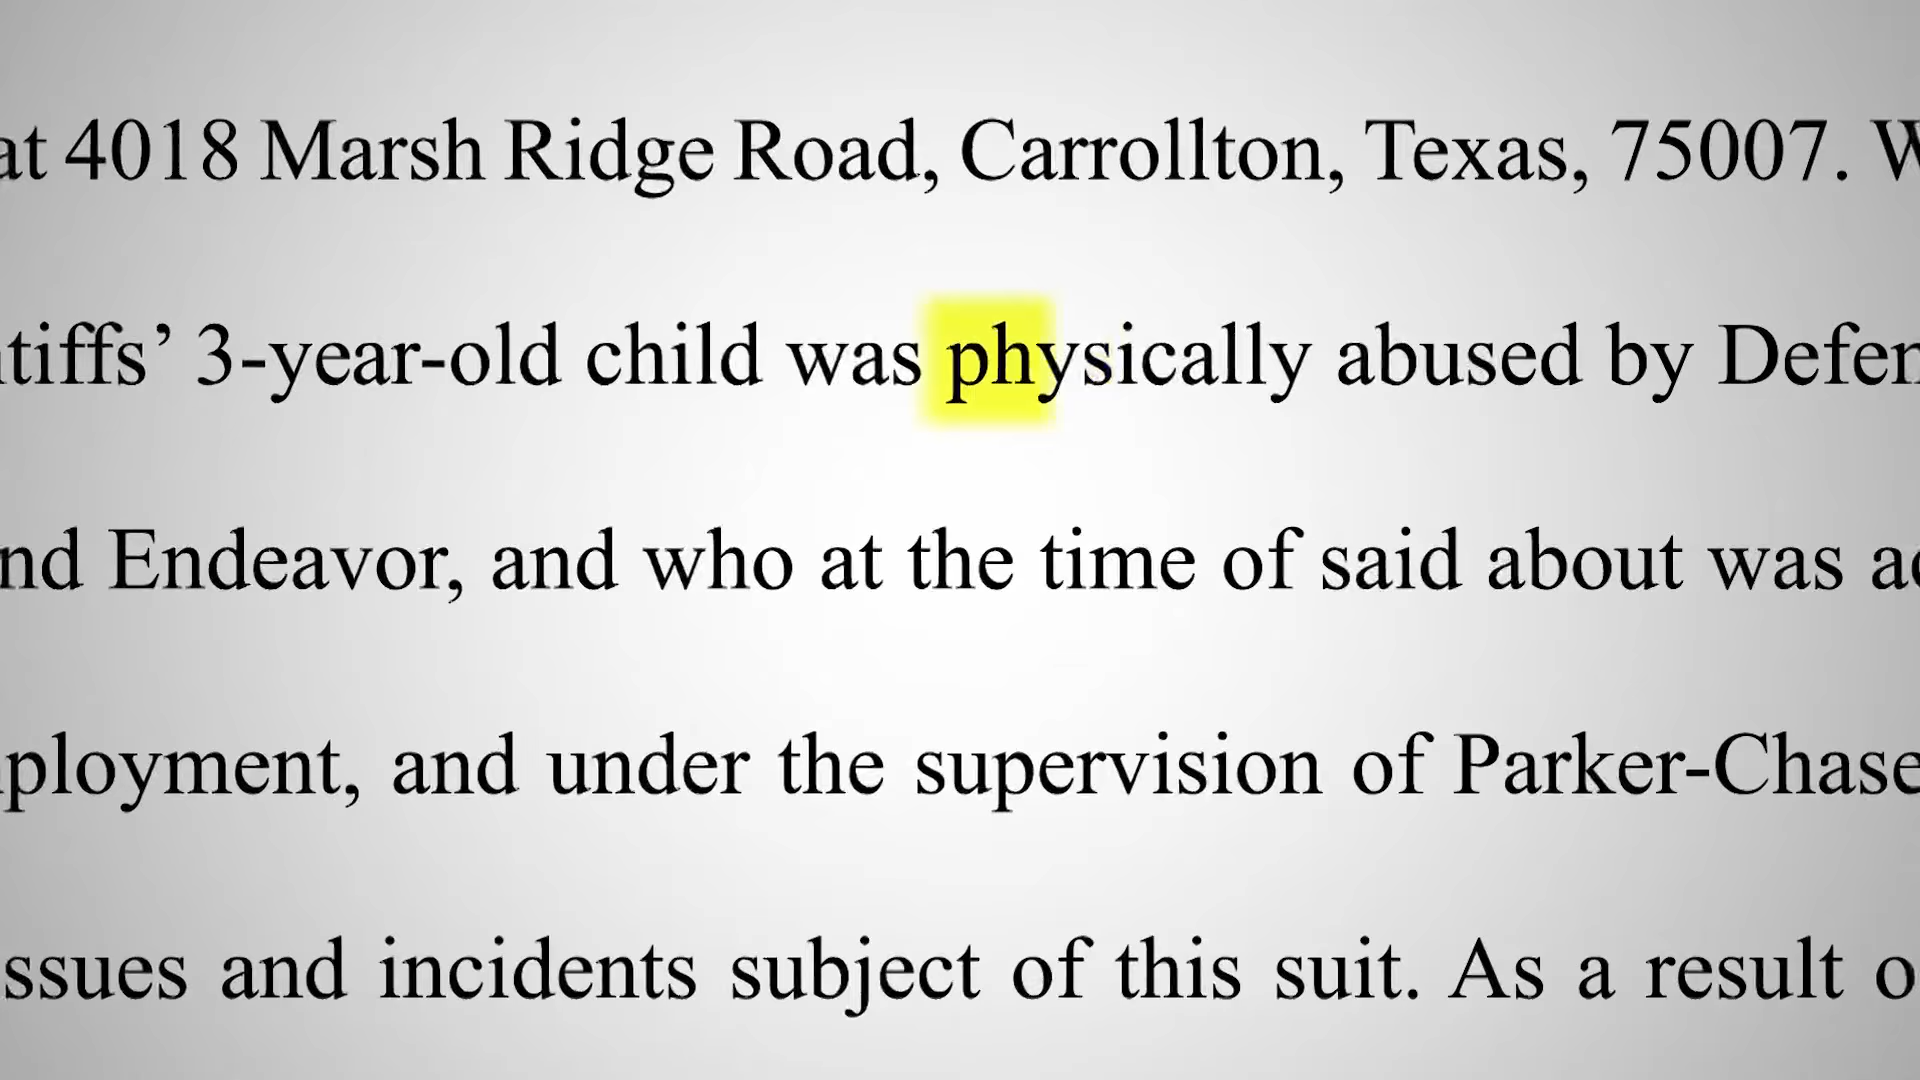 at 4018 Marsh Ridge Road, Carrollton, Texas, 75007. W
tiffs’ 3-year-old child was physically abused by Defen
nd Endeavor, and who at the time of said about was ac
ployment, and under the supervision of Parker-Chase
ssues and incidents subject of this suit. As a result o